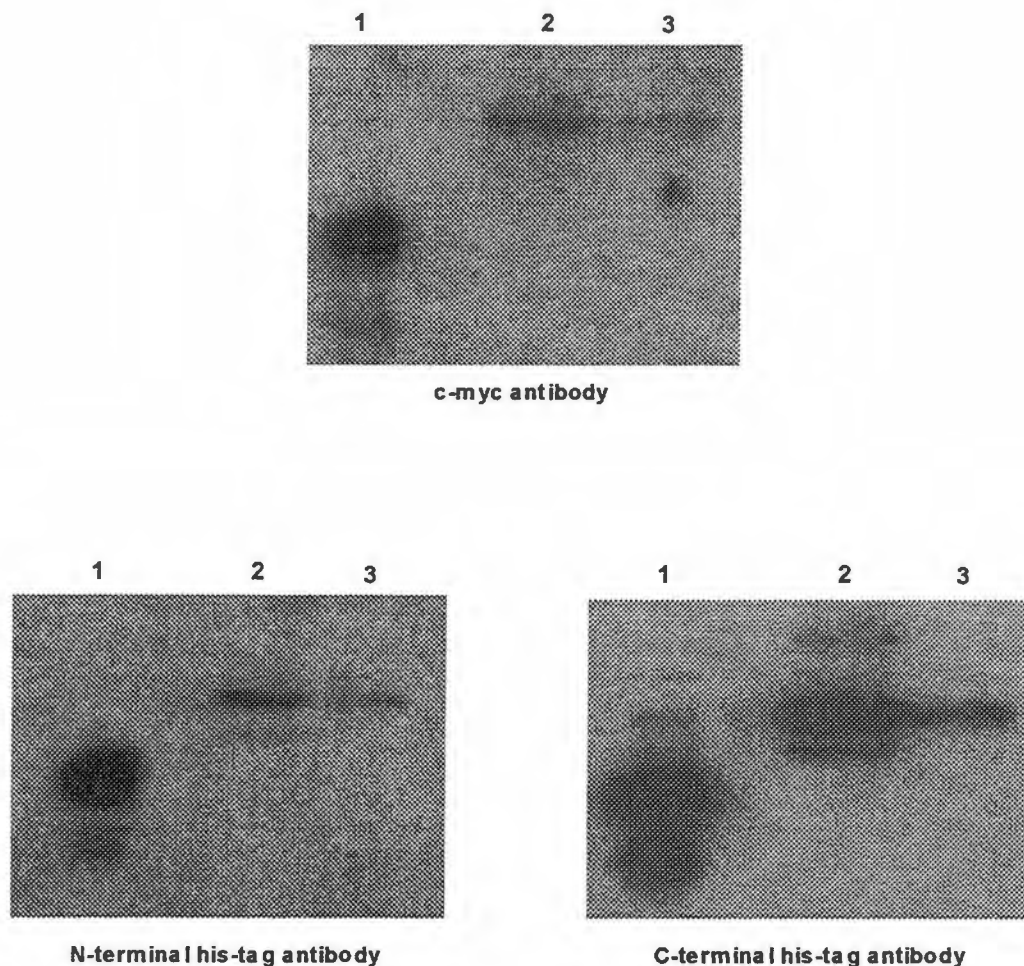 1 2 3
c-myc antibody
1 2 3
N-terminal his-tag antibody
1 2 3
C-terminal his-tag antibody